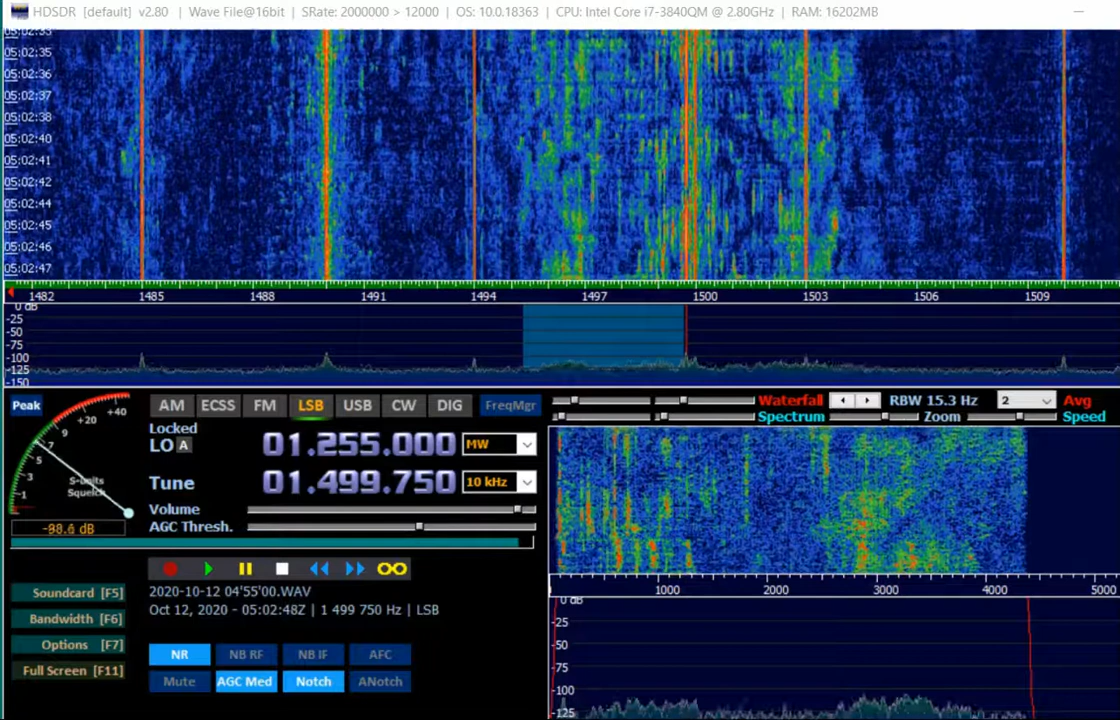 HDSDR [default] v2.80 | Wave File@16bit | SRate: 2000000 > 12000 | OS: 10.0.18363 | CPU: Intel Core i7-3840QM @ 2.80GHz | RAM: 16202MB
05:02:33
05:02:35
05:02:36
05:02:37
05:02:38
05:02:40
05:02:41
05:02:42
05:02:44
05:02:45
05:02:46
05:02:47
1482 1485 1488 1491 1494 1497 1500 1503 1506 1509
0 dB
-25
-50
-75
-100
-125
-150
Peak
1 3 5 7 9 +20 +40
S-units
Squelch
-98.6 dB
AM ECSS FM LSB USB CW DIG FreqMgr
Locked
LO A 01.255.000 MW
Tune 01.499.750 10 kHz
Volume
AGC Thresh.
Waterfall RBW 15.3 Hz 2 Avg
Spectrum Zoom Speed
2020-10-12 04'55'00.WAV
Oct 12, 2020 - 05:02:48Z | 1 499 750 Hz | LSB
Soundcard [F5]
Bandwidth [F6]
Options [F7]
Full Screen [F11]
NR NB RF NB IF AFC
Mute AGC Med Notch ANotch
1000 2000 3000 4000 5000
0 dB
-25
-50
-75
-100
-125